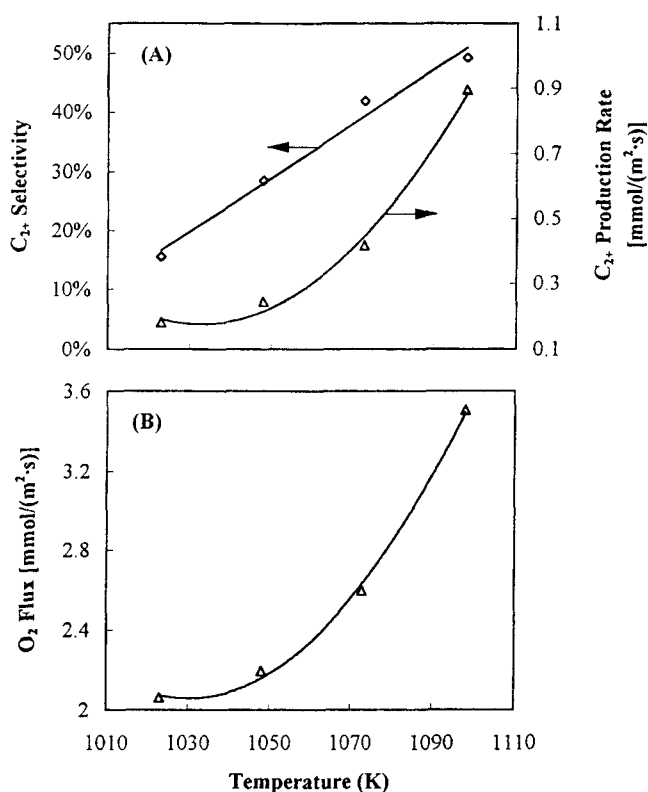 (A)
50%
40%
30%
20%
10%
0%
C₂₊ Selectivity
1.1
0.9
0.7
0.5
0.3
0.1
C₂₊ Production Rate
[mmol/(m²·s)]
(B)
3.6
3.2
2.8
2.4
2
O₂ Flux [mmol/(m²·s)]
1010 1030 1050 1070 1090 1110
Temperature (K)